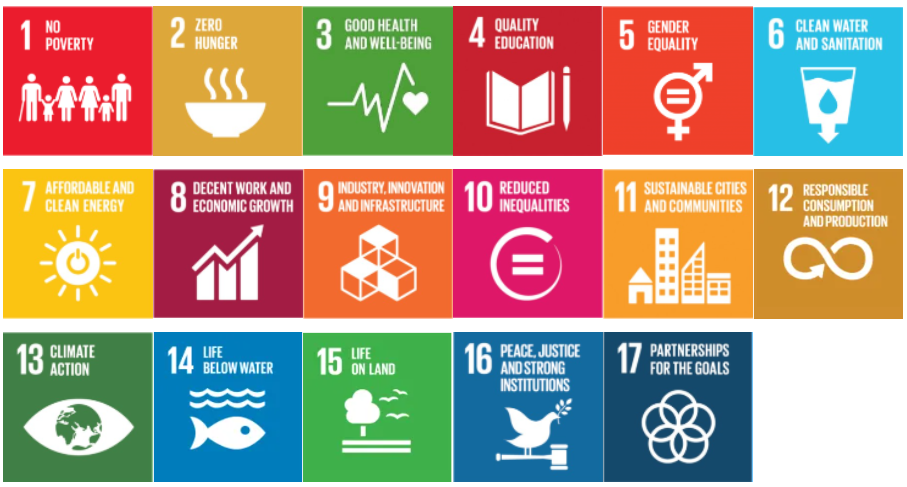 1 NO
POVERTY
2 ZERO
HUNGER
3 GOOD HEALTH
AND WELL-BEING
4 QUALITY
EDUCATION
5 GENDER
EQUALITY
6 CLEAN WATER
AND SANITATION
7 AFFORDABLE AND
CLEAN ENERGY
8 DECENT WORK AND
ECONOMIC GROWTH
9 INDUSTRY, INNOVATION
AND INFRASTRUCTURE
10 REDUCED
INEQUALITIES
11 SUSTAINABLE CITIES
AND COMMUNITIES
12 RESPONSIBLE
CONSUMPTION
AND PRODUCTION
13 CLIMATE
ACTION
14 LIFE
BELOW WATER
15 LIFE
ON LAND
16 PEACE, JUSTICE
AND STRONG
INSTITUTIONS
17 PARTNERSHIPS
FOR THE GOALS